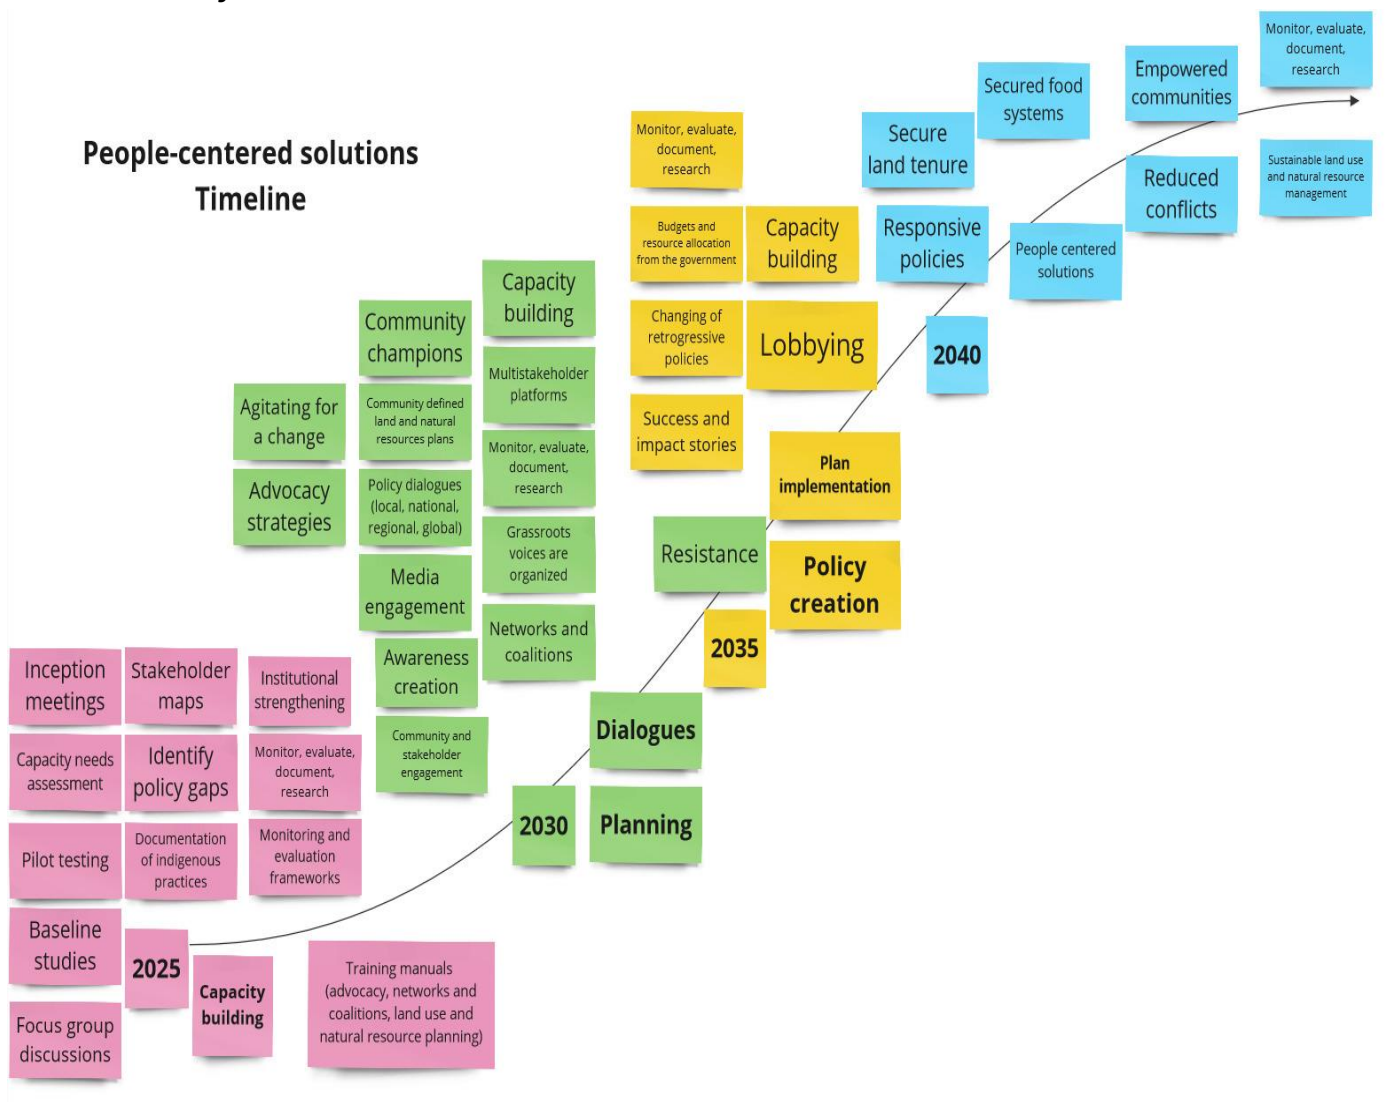 People-centered solutions
Timeline
Inception
meetings
Stakeholder
maps
Institutional
strengthening
Capacity needs
assessment
Identify
policy gaps
Monitor, evaluate,
document,
research
Pilot testing
Documentation
of indigenous
practices
Monitoring and
evaluation
frameworks
Baseline
studies
2025
Capacity
building
Focus group
discussions
Training manuals
(advocacy, networks and
coalitions, land use and
natural resource planning)
Agitating for
a change
Advocacy
strategies
Community
champions
Community defined
land and natural
resources plans
Policy dialogues
(local, national,
regional, global)
Media
engagement
Awareness
creation
Community and
stakeholder
engagement
Capacity
building
Multistakeholder
platforms
Monitor, evaluate,
document,
research
Grassroots
voices are
organized
Networks and
coalitions
2030
Dialogues
Planning
Resistance
Monitor, evaluate,
document,
research
Budgets and
resource allocation
from the government
Capacity
building
Changing of
retrogressive
policies
Lobbying
Success and
impact stories
Plan
implementation
Policy
creation
2035
Secure
land tenure
Secured food
systems
Responsive
policies
People centered
solutions
2040
Empowered
communities
Reduced
conflicts
Monitor, evaluate,
document,
research
Sustainable land use
and natural resource
management